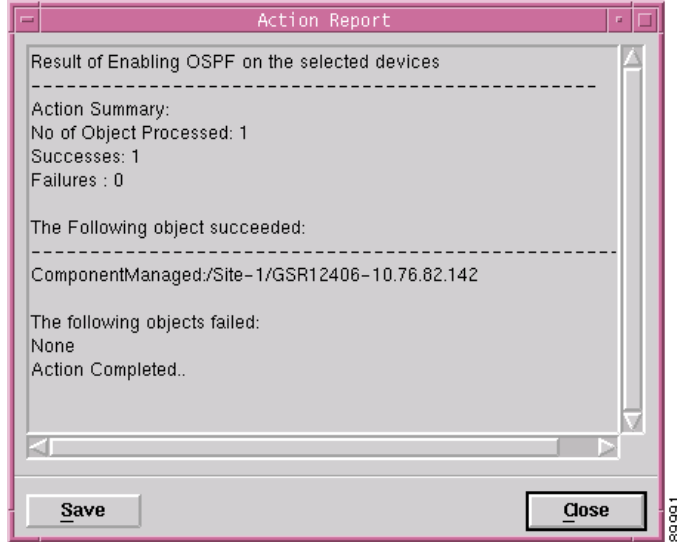 Action Report
Result of Enabling OSPF on the selected devices
--------------------------------------------------------
Action Summary:
No of Object Processed: 1
Successes: 1
Failures : 0
The Following object succeeded:
----------------------------------------------------------
ComponentManaged:/Site-1/GSR12406-10.76.82.142
The following objects failed:
None
Action Completed..
Save
Close
89991